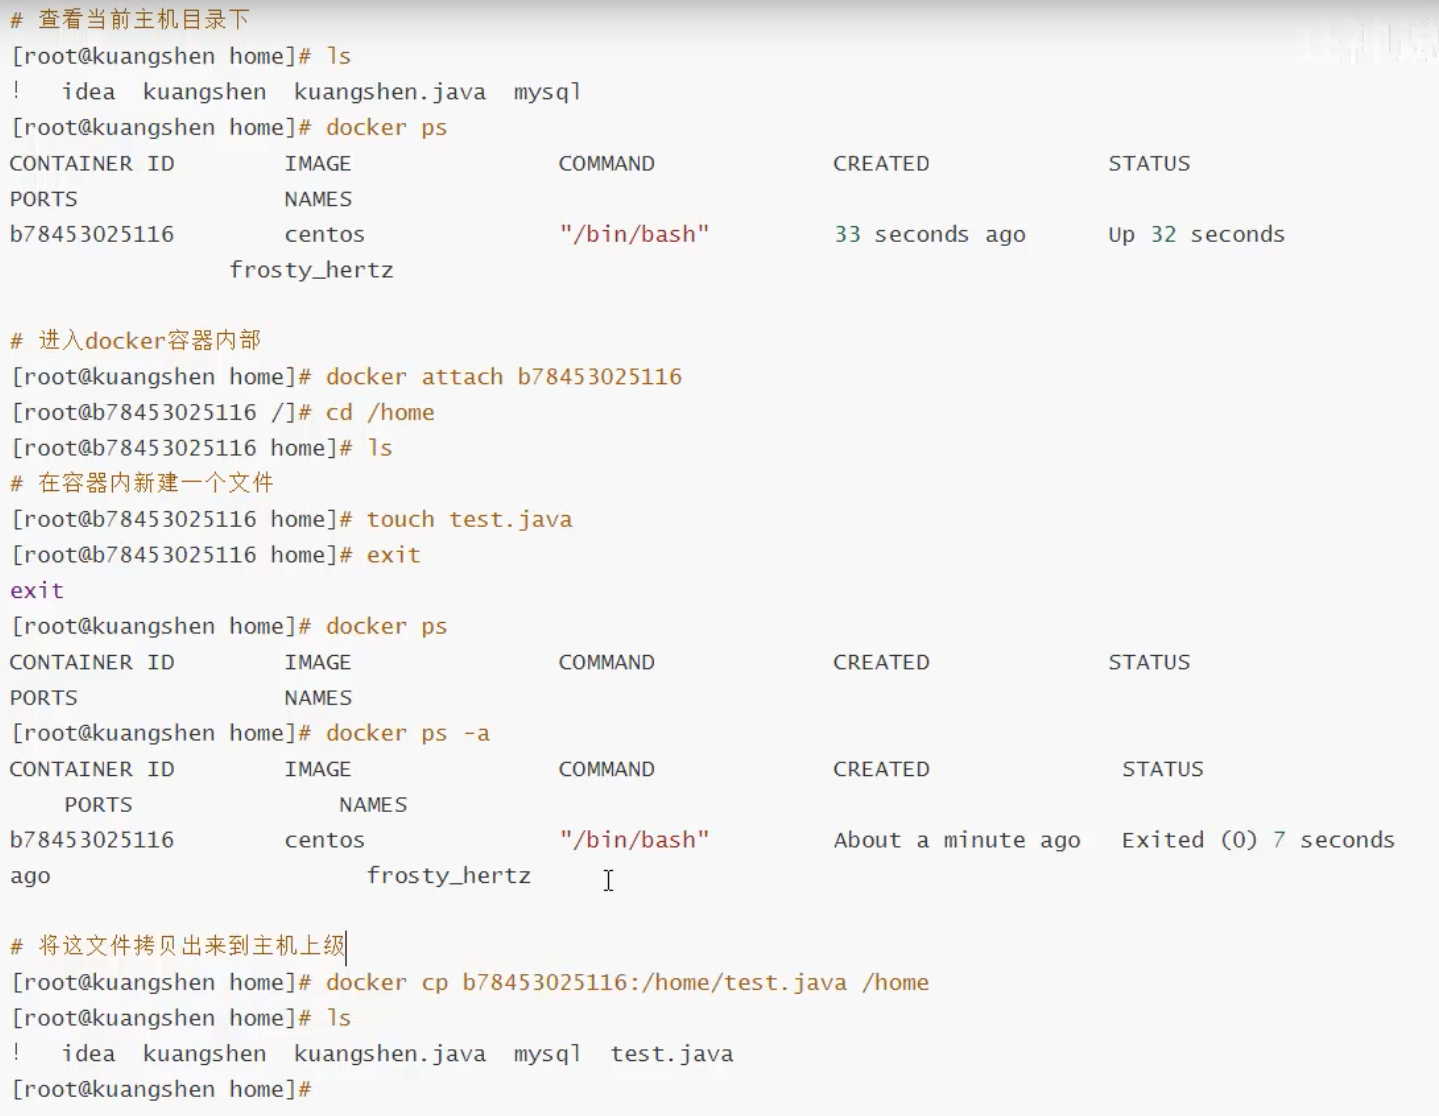 # 查看当前主机目录下
[root@kuangshen home]# ls
!   idea  kuangshen  kuangshen.java  mysql
[root@kuangshen home]# docker ps
CONTAINER ID        IMAGE               COMMAND             CREATED             STATUS
PORTS               NAMES
b78453025116        centos              "/bin/bash"         33 seconds ago      Up 32 seconds
                frosty_hertz
# 进入docker容器内部
[root@kuangshen home]# docker attach b78453025116
[root@b78453025116 /]# cd /home
[root@b78453025116 home]# ls
# 在容器内新建一个文件
[root@b78453025116 home]# touch test.java
[root@b78453025116 home]# exit
exit
[root@kuangshen home]# docker ps
CONTAINER ID        IMAGE               COMMAND             CREATED             STATUS
PORTS               NAMES
[root@kuangshen home]# docker ps -a
CONTAINER ID        IMAGE               COMMAND             CREATED              STATUS
    PORTS               NAMES
b78453025116        centos              "/bin/bash"         About a minute ago   Exited (0) 7 seconds
ago                       frosty_hertz
# 将这文件拷贝出来到主机上级
[root@kuangshen home]# docker cp b78453025116:/home/test.java /home
[root@kuangshen home]# ls
!   idea  kuangshen  kuangshen.java  mysql  test.java
[root@kuangshen home]#
狂神说